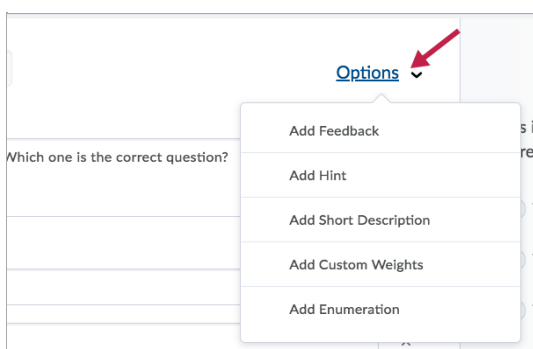 Options
Add Feedback
Which one is the correct question?
Add Hint
Add Short Description
Add Custom Weights
Add Enumeration